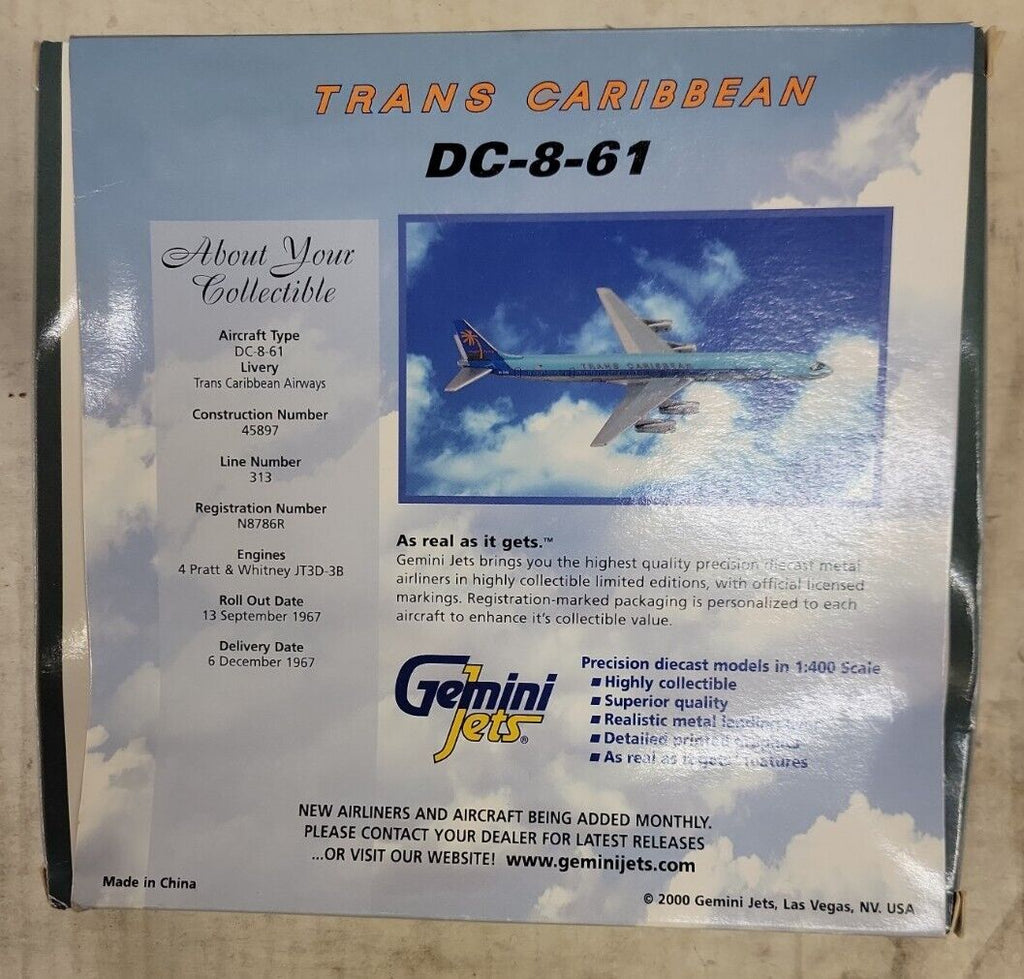 TRANS CARIBBEAN
DC-8-61
About Your
Collectible
Aircraft Type
DC-8-61
Livery
Trans Caribbean Airways
Construction Number
45897
Line Number
313
Registration Number
N8786R
Engines
4 Pratt & Whitney JT3D-3B
Roll Out Date
13 September 1967
Delivery Date
6 December 1967
TRANS CARIBBEAN
As real as it gets.™
Gemini Jets brings you the highest quality precision diecast metal
airliners in highly collectible limited editions, with official licensed
markings. Registration-marked packaging is personalized to each
aircraft to enhance it's collectible value.
Gemini
Jets®
Precision diecast models in 1:400 Scale
■ Highly collectible
■ Superior quality
■ Realistic metal landing
■ Detailed printed graphics
■ As real as it gets features
NEW AIRLINERS AND AIRCRAFT BEING ADDED MONTHLY.
PLEASE CONTACT YOUR DEALER FOR LATEST RELEASES
...OR VISIT OUR WEBSITE! www.geminijets.com
Made in China
© 2000 Gemini Jets, Las Vegas, NV. USA